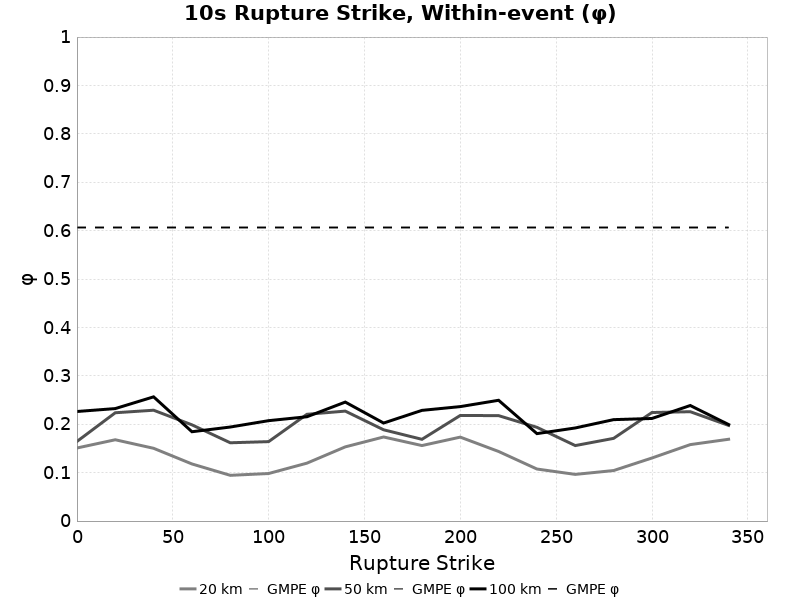 10s Rupture Strike, Within-event (φ)
1
0.9
0.8
0.7
0.6
0.5
0.4
0.3
0.2
0.1
0
φ
0 50 100 150 200 250 300 350
Rupture Strike
20 km GMPE φ 50 km GMPE φ 100 km GMPE φ